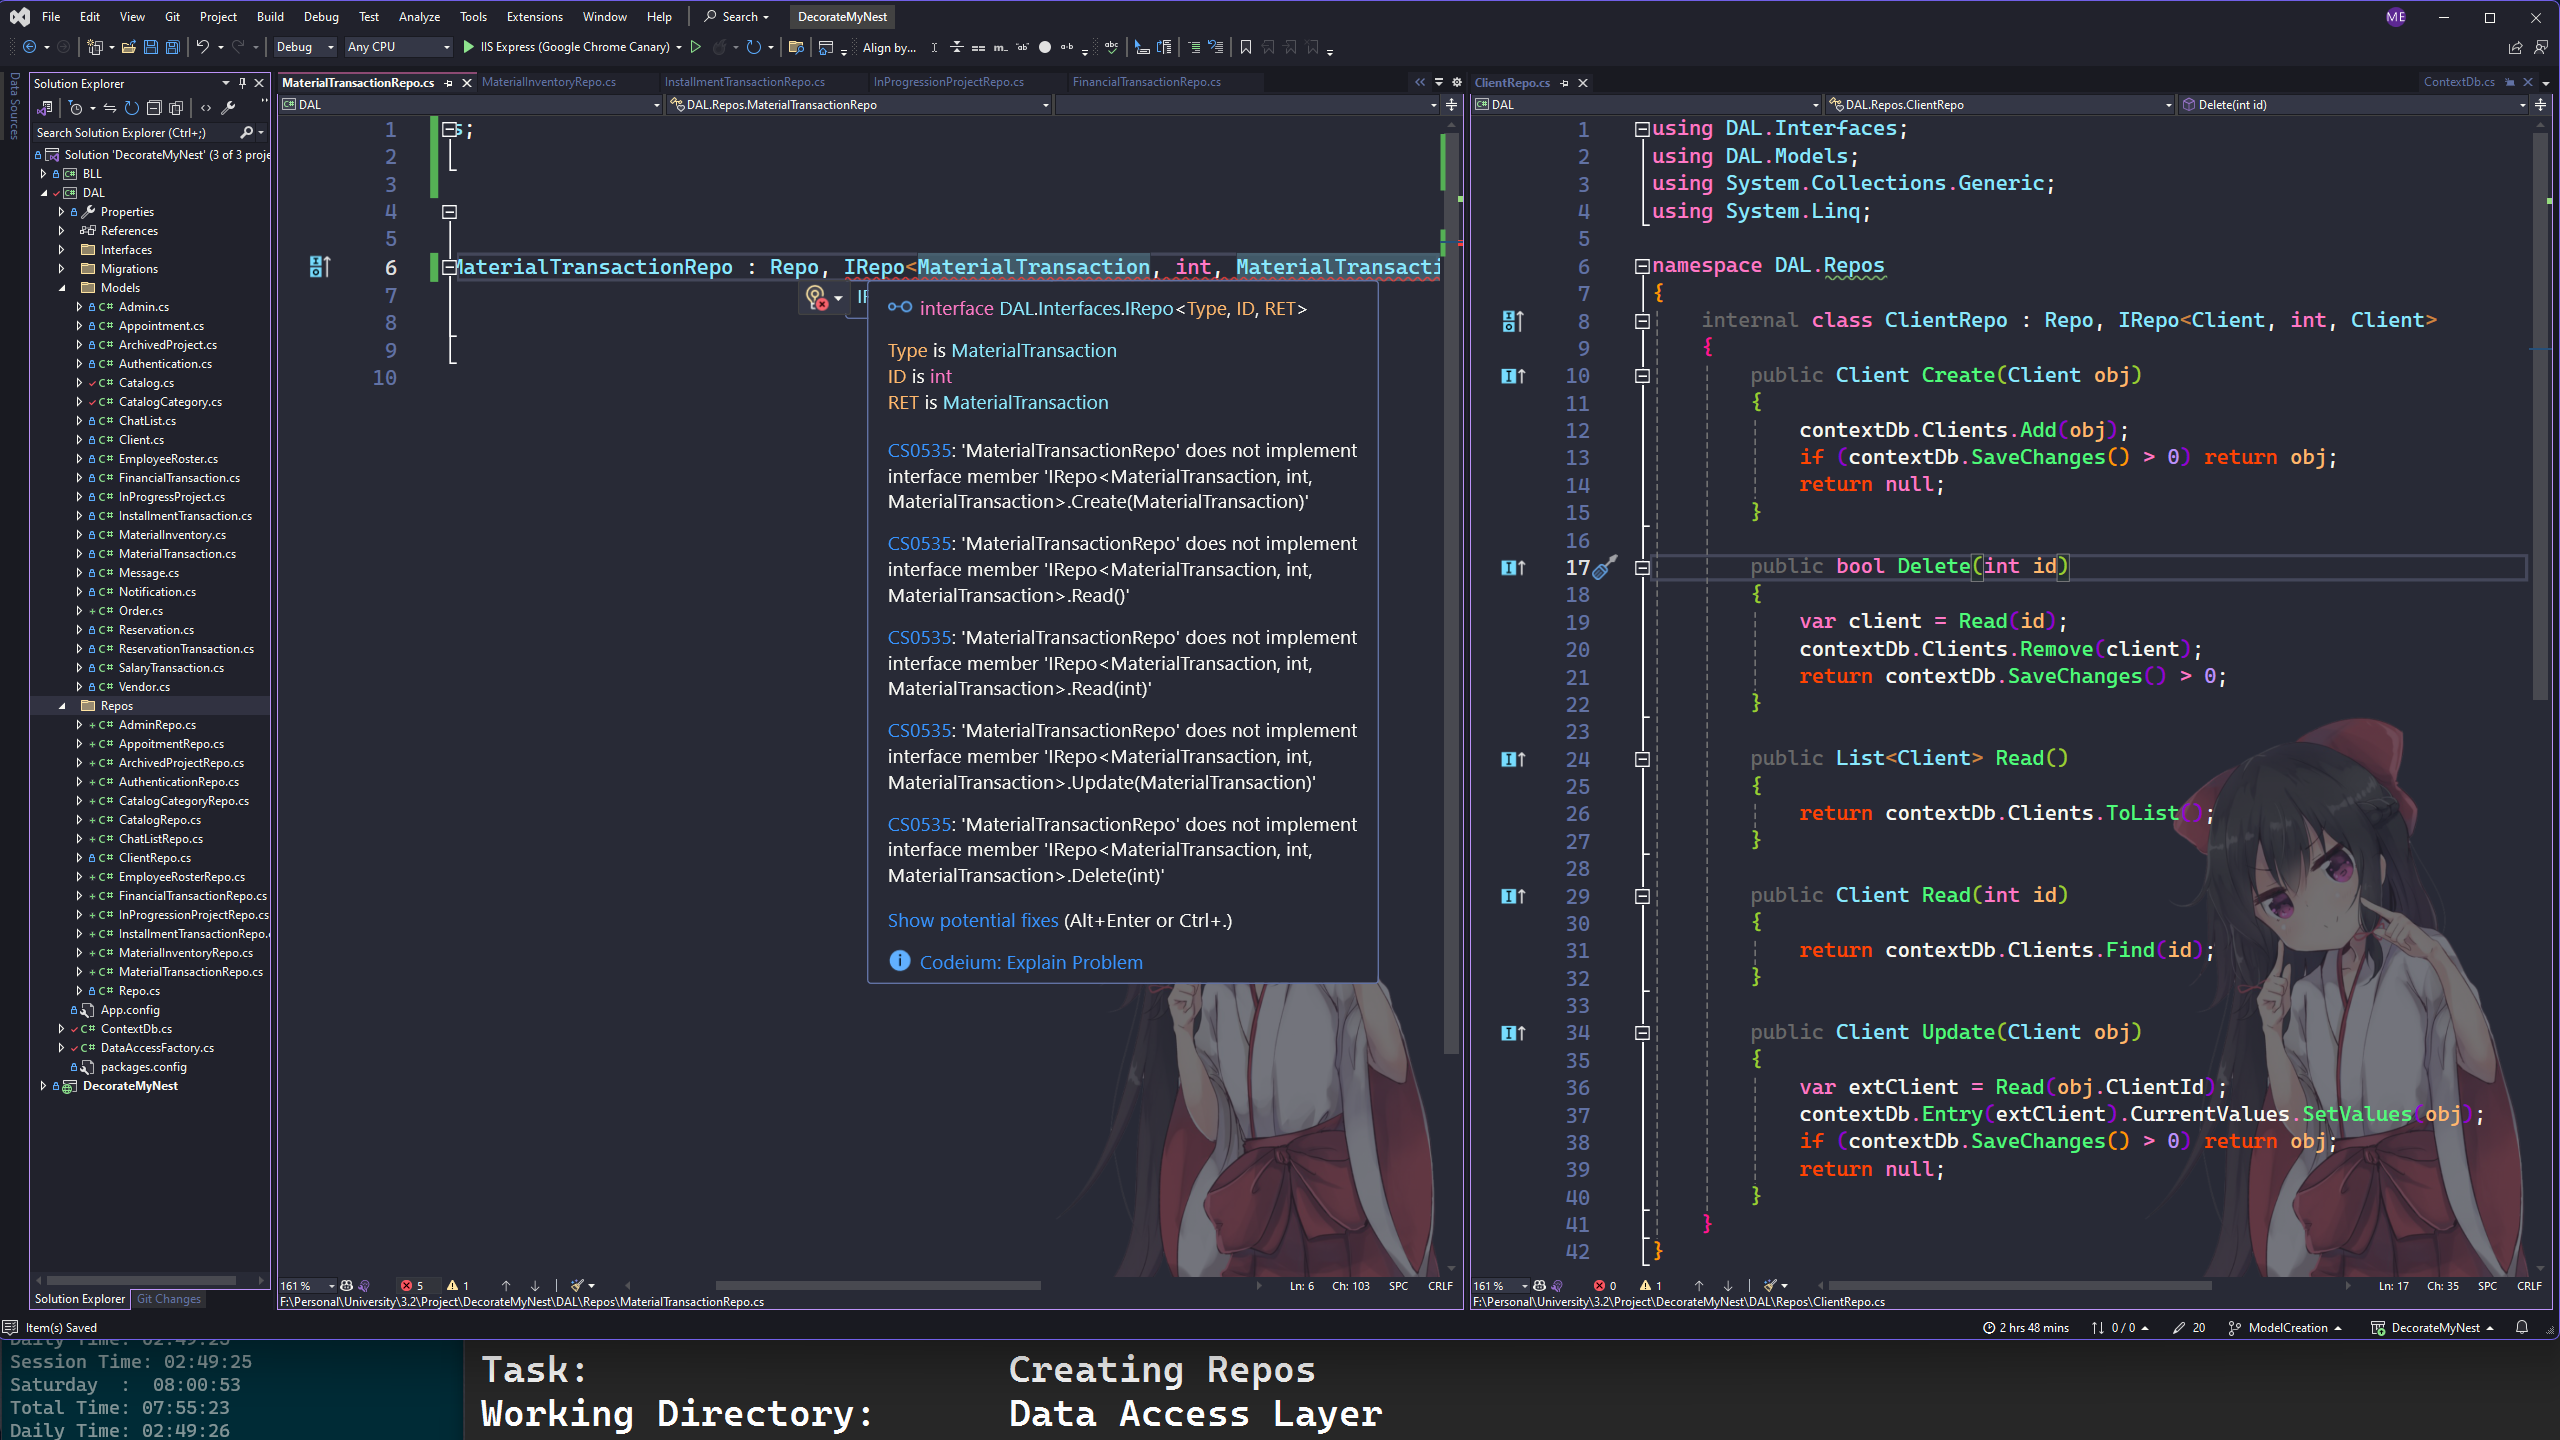 File Edit View Git Project Build Debug Test Analyze Tools Extensions Window Help Search DecorateMyNest ME
Debug Any CPU IIS Express (Google Chrome Canary) Align by...
Data Sources
Solution Explorer
Search Solution Explorer (Ctrl+;)
Solution 'DecorateMyNest' (3 of 3 proje
BLL
DAL
Properties
References
Interfaces
Migrations
Models
Admin.cs
Appointment.cs
ArchivedProject.cs
Authentication.cs
Catalog.cs
CatalogCategory.cs
ChatList.cs
Client.cs
EmployeeRoster.cs
FinancialTransaction.cs
InProgressProject.cs
InstallmentTransaction.cs
MaterialInventory.cs
MaterialTransaction.cs
Message.cs
Notification.cs
Order.cs
Reservation.cs
ReservationTransaction.cs
SalaryTransaction.cs
Vendor.cs
Repos
AdminRepo.cs
AppoitmentRepo.cs
ArchivedProjectRepo.cs
AuthenticationRepo.cs
CatalogCategoryRepo.cs
CatalogRepo.cs
ChatListRepo.cs
ClientRepo.cs
EmployeeRosterRepo.cs
FinancialTransactionRepo.cs
InProgressionProjectRepo.cs
InstallmentTransactionRepo.
MaterialInventoryRepo.cs
MaterialTransactionRepo.cs
Repo.cs
App.config
ContextDb.cs
DataAccessFactory.cs
packages.config
DecorateMyNest
Solution Explorer Git Changes
MaterialTransactionRepo.cs MaterialInventoryRepo.cs InstallmentTransactionRepo.cs InProgressionProjectRepo.cs FinancialTransactionRepo.cs
DAL DAL.Repos.MaterialTransactionRepo
1 s;
2
3
4
5
6 MaterialTransactionRepo : Repo, IRepo<MaterialTransaction, int, MaterialTransacti
7
8
9
10
interface DAL.Interfaces.IRepo<Type, ID, RET>
Type is MaterialTransaction
ID is int
RET is MaterialTransaction
CS0535: 'MaterialTransactionRepo' does not implement
interface member 'IRepo<MaterialTransaction, int,
MaterialTransaction>.Create(MaterialTransaction)'
CS0535: 'MaterialTransactionRepo' does not implement
interface member 'IRepo<MaterialTransaction, int,
MaterialTransaction>.Read()'
CS0535: 'MaterialTransactionRepo' does not implement
interface member 'IRepo<MaterialTransaction, int,
MaterialTransaction>.Read(int)'
CS0535: 'MaterialTransactionRepo' does not implement
interface member 'IRepo<MaterialTransaction, int,
MaterialTransaction>.Update(MaterialTransaction)'
CS0535: 'MaterialTransactionRepo' does not implement
interface member 'IRepo<MaterialTransaction, int,
MaterialTransaction>.Delete(int)'
Show potential fixes (Alt+Enter or Ctrl+.)
Codeium: Explain Problem
161 % 5 1 Ln: 6 Ch: 103 SPC CRLF
F:\Personal\University\3.2\Project\DecorateMyNest\DAL\Repos\MaterialTransactionRepo.cs
ClientRepo.cs ContextDb.cs
DAL DAL.Repos.ClientRepo Delete(int id)
1 using DAL.Interfaces;
2 using DAL.Models;
3 using System.Collections.Generic;
4 using System.Linq;
5
6 namespace DAL.Repos
7 {
8 internal class ClientRepo : Repo, IRepo<Client, int, Client>
9 {
10 public Client Create(Client obj)
11 {
12 contextDb.Clients.Add(obj);
13 if (contextDb.SaveChanges() > 0) return obj;
14 return null;
15 }
16
17 public bool Delete(int id)
18 {
19 var client = Read(id);
20 contextDb.Clients.Remove(client);
21 return contextDb.SaveChanges() > 0;
22 }
23
24 public List<Client> Read()
25 {
26 return contextDb.Clients.ToList();
27 }
28
29 public Client Read(int id)
30 {
31 return contextDb.Clients.Find(id);
32 }
33
34 public Client Update(Client obj)
35 {
36 var extClient = Read(obj.ClientId);
37 contextDb.Entry(extClient).CurrentValues.SetValues(obj);
38 if (contextDb.SaveChanges() > 0) return obj;
39 return null;
40 }
41 }
42 }
161 % 0 1 Ln: 17 Ch: 35 SPC CRLF
F:\Personal\University\3.2\Project\DecorateMyNest\DAL\Repos\ClientRepo.cs
Item(s) Saved 2 hrs 48 mins 0 / 0 20 ModelCreation DecorateMyNest
Session Time: 02:49:25
Saturday : 08:00:53
Total Time: 07:55:23
Daily Time: 02:49:26
Task: Creating Repos
Working Directory: Data Access Layer